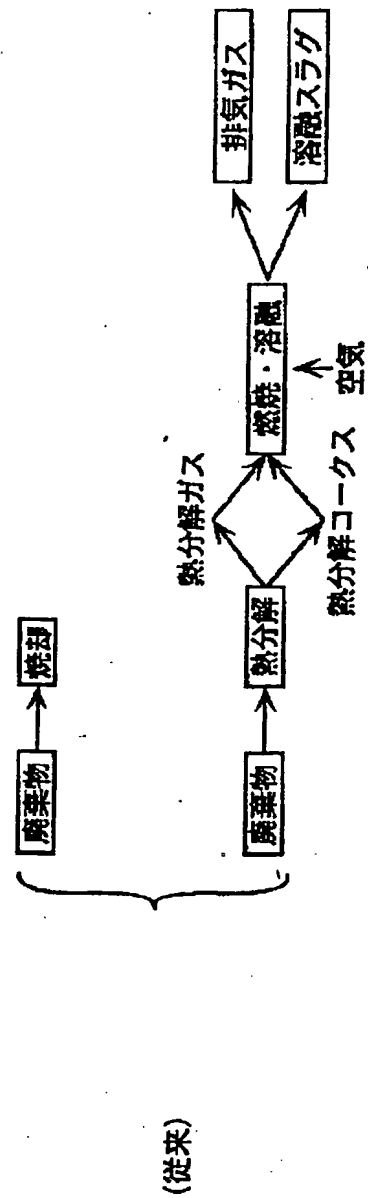 (従来)
廃棄物
焼却
廃棄物
熱分解
熱分解ガス
熱分解コークス
燃焼・溶融
空気
排気ガス
溶融スラグ